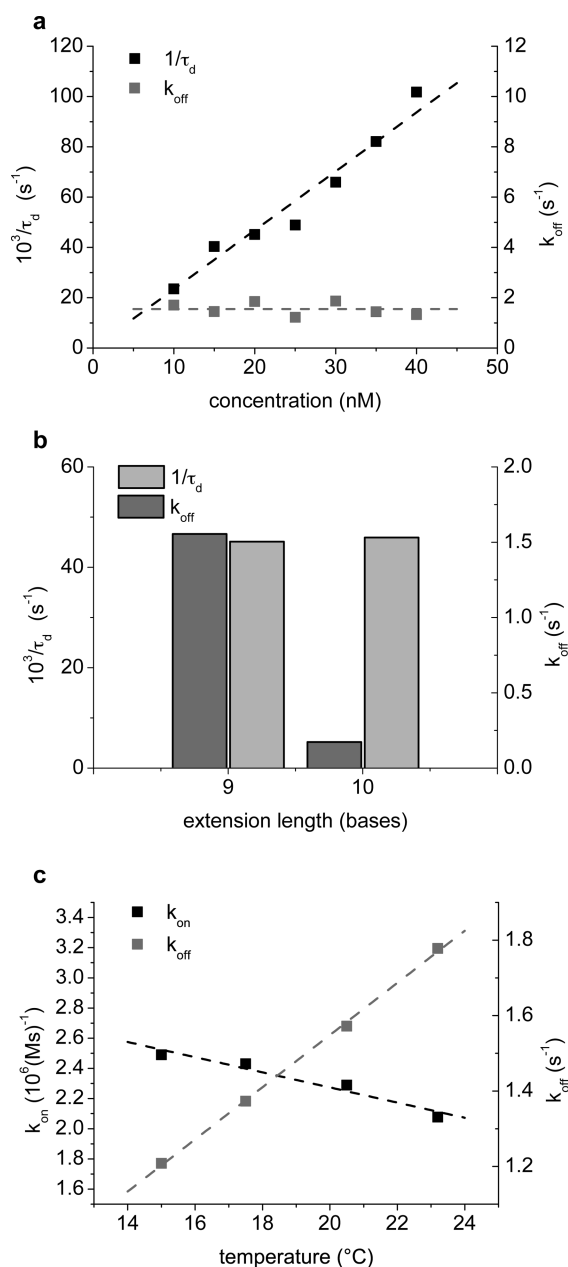 a
1/τd
koff
10³/τd (s⁻¹)
120
100
80
60
40
20
0
koff (s⁻¹)
12
10
8
6
4
2
0
0 10 20 30 40 50
concentration (nM)
b
1/τd
koff
10³/τd (s⁻¹)
60
40
20
0
koff (s⁻¹)
2.0
1.5
1.0
0.5
0.0
9 10
extension length (bases)
c
kon
koff
kon (10⁶(Ms)⁻¹
3.4
3.2
3.0
2.8
2.6
2.4
2.2
2.0
1.8
1.6
koff (s⁻¹)
1.8
1.6
1.4
1.2
14 16 18 20 22 24
temperature (°C)